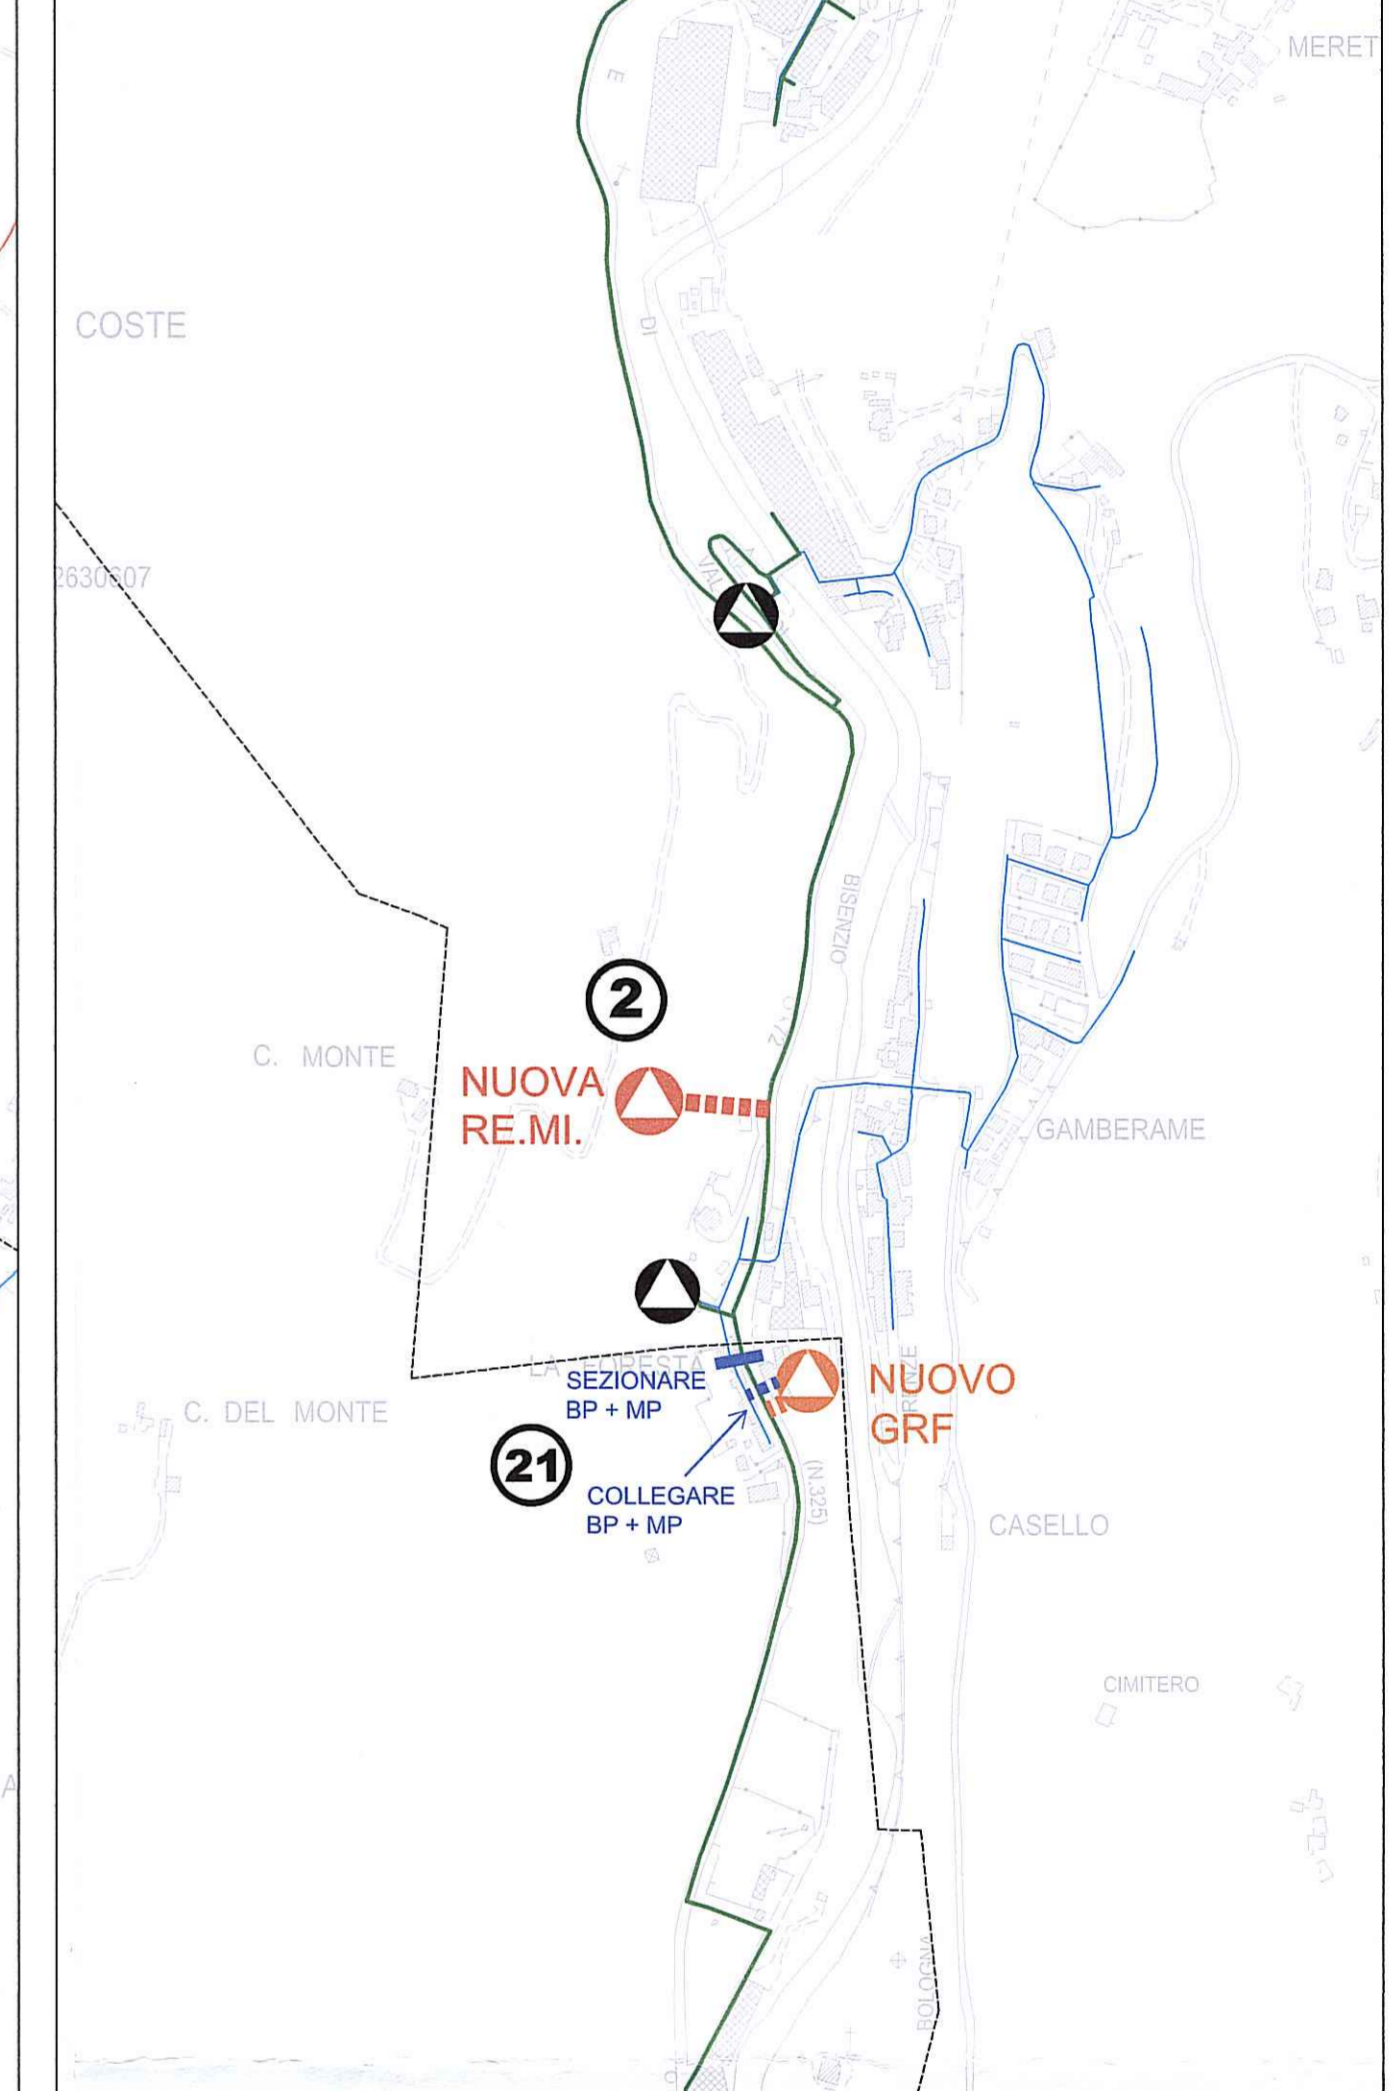 MERET
E
COSTE
DI
2630607
VAL
BISENZIO
2
C. MONTE
NUOVA
RE.MI.
GAMBERAME
LA FORESTA
SEZIONARE
BP + MP
NUOVO
GRF
C. DEL MONTE
21
COLLEGARE
BP + MP
(N.325)
CASELLO
CIMITERO
A
BOLOGNA